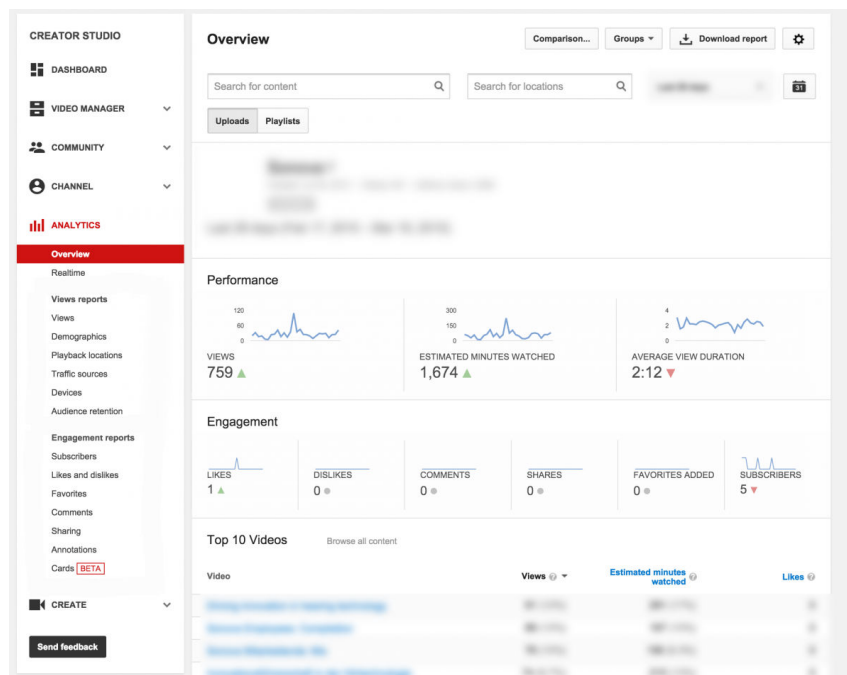 CREATOR STUDIO
DASHBOARD
VIDEO MANAGER
COMMUNITY
CHANNEL
ANALYTICS
Overview
Realtime
Views reports
Views
Demographics
Playback locations
Traffic sources
Devices
Audience retention
Engagement reports
Subscribers
Likes and dislikes
Favorites
Comments
Sharing
Annotations
Cards BETA
CREATE
Send feedback
Overview
Comparison... Groups Download report
Search for content Search for locations 31
Uploads Playlists
Performance
120
60
0
VIEWS
759
300
150
0
ESTIMATED MINUTES WATCHED
1,674
4
2
0
AVERAGE VIEW DURATION
2:12
Engagement
LIKES
1
DISLIKES
0
COMMENTS
0
SHARES
0
FAVORITES ADDED
0
SUBSCRIBERS
5
Top 10 Videos Browse all content
Video Views Estimated minutes
watched Likes